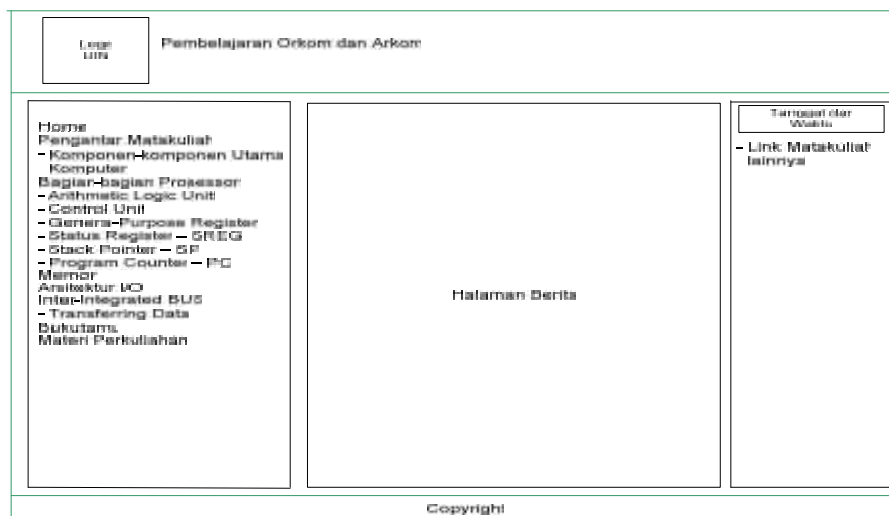 Logo
UIN
Pembelajaran Orkom dan Arkom
Home
Pengantar Matakuliah
- Komponen-komponen Utama
Komputer
Bagian-bagian Prosessor
- Arithmatic Logic Unit
- Control Unit
- Genera-Purpose Register
- Status Register – SREG
- Stack Pointer – SP
- Program Counter – PC
Memori
Arsitektur I/O
Inter-Integrated BUS
- Transferring Data
Bukutamu
Materi Perkuliahan
Halaman Berita
Tanggal dan
Waktu
- Link Matakuliah
lainnya
Copyright